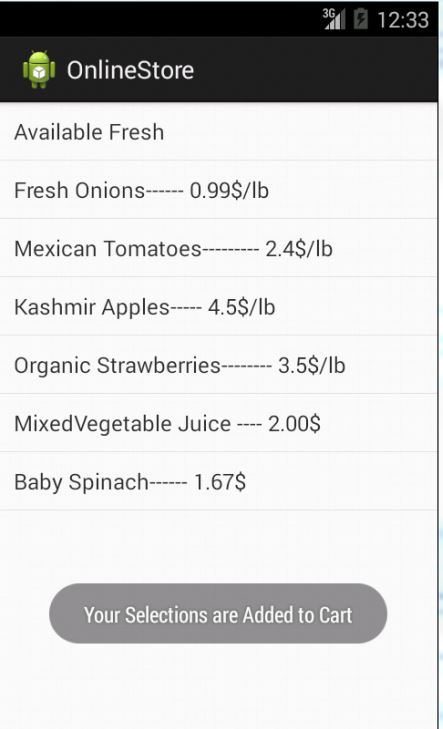 3G 12:33
OnlineStore
Available Fresh
Fresh Onions------ 0.99$/lb
Mexican Tomatoes--------- 2.4$/lb
Kashmir Apples----- 4.5$/lb
Organic Strawberries-------- 3.5$/lb
MixedVegetable Juice ---- 2.00$
Baby Spinach------ 1.67$
Your Selections are Added to Cart